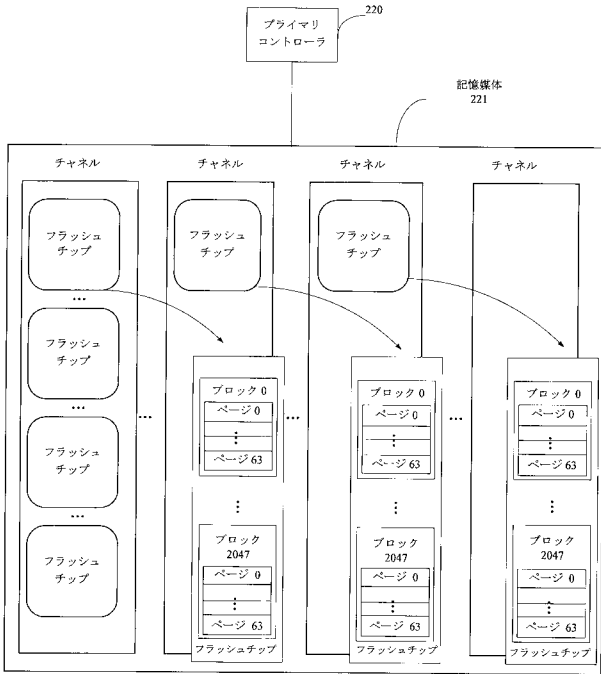 プライマリ
コントローラ
220
記憶媒体
221
チャネル
チャネル
チャネル
チャネル
フラッシュ
チップ
フラッシュ
チップ
フラッシュ
チップ
...
フラッシュ
チップ
...
フラッシュ
チップ
...
フラッシュ
チップ
...
ブロック 0
ページ 0
ページ 63
...
ブロック
2047
ページ 0
ページ 63
フラッシュチップ
...
ブロック 0
ページ 0
ページ 63
...
ブロック
2047
ページ 0
ページ 63
フラッシュチップ
...
ブロック 0
ページ 0
ページ 63
...
ブロック
2047
ページ 0
ページ 63
フラッシュチップ